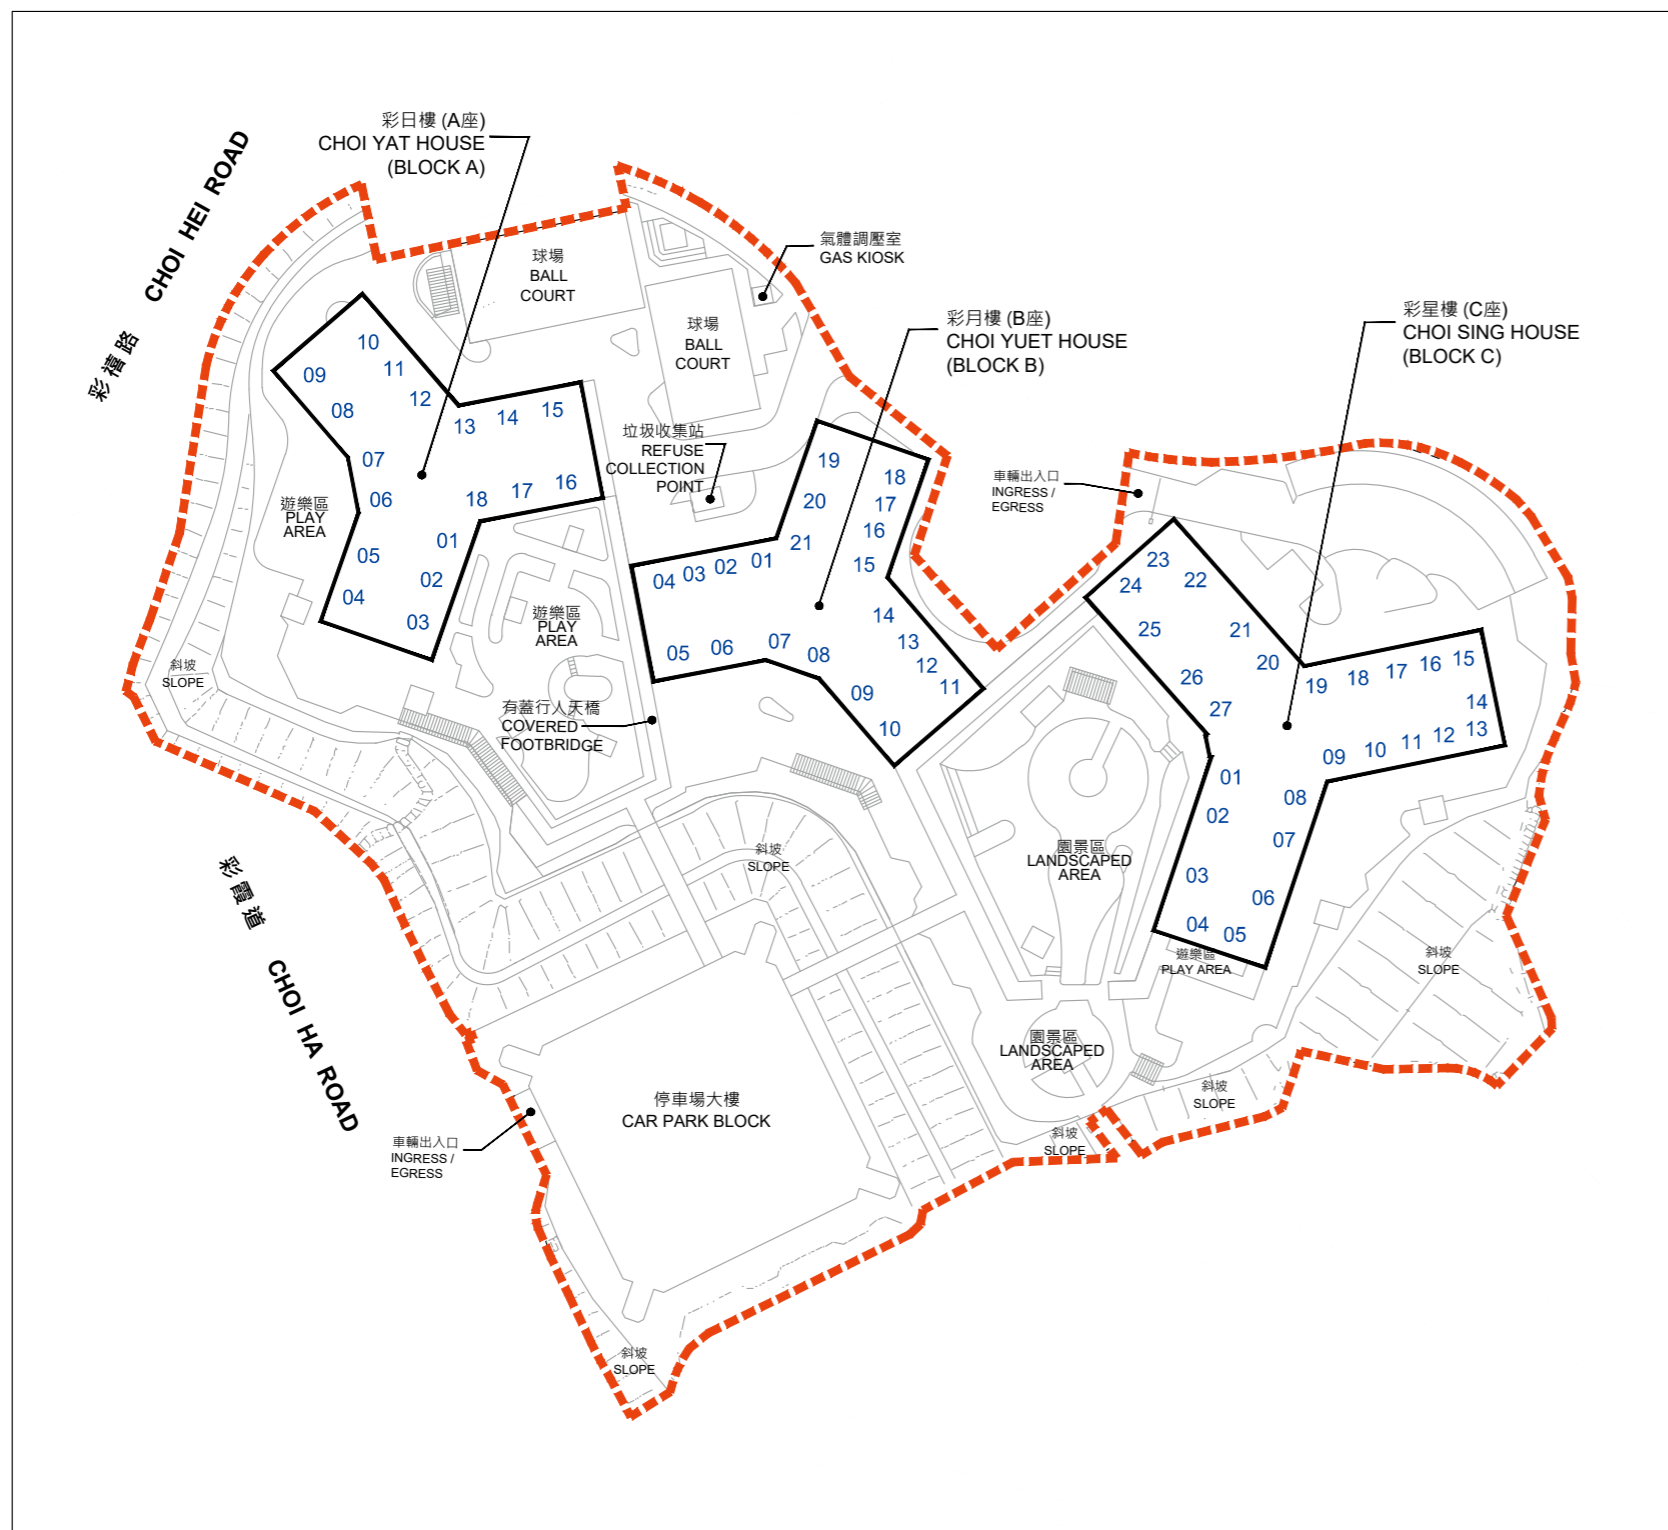 彩日樓 (A座)
CHOI YAT HOUSE
(BLOCK A)
彩禧路 CHOI HEI ROAD
球場
BALL
COURT
氣體調壓室
GAS KIOSK
球場
BALL
COURT
彩月樓 (B座)
CHOI YUET HOUSE
(BLOCK B)
彩星樓 (C座)
CHOI SING HOUSE
(BLOCK C)
垃圾收集站
REFUSE
COLLECTION
POINT
車輛出入口
INGRESS /
EGRESS
10
09
11
08
12
13
14
15
07
06
18
17
16
05
01
04
02
03
遊樂區
PLAY
AREA
遊樂區
PLAY
AREA
19
18
20
17
16
21
15
04
03
02
01
14
05
06
07
08
13
12
11
09
10
23
24
22
25
21
20
26
19
18
17
16
15
27
14
13
12
11
10
09
01
08
02
07
03
06
04
05
斜坡
SLOPE
有蓋行人天橋
COVERED
FOOTBRIDGE
斜坡
SLOPE
園景區
LANDSCAPED
AREA
遊樂區
PLAY AREA
斜坡
SLOPE
彩霞道 CHOI HA ROAD
園景區
LANDSCAPED
AREA
停車場大樓
CAR PARK BLOCK
斜坡
SLOPE
斜坡
SLOPE
車輛出入口
INGRESS /
EGRESS
斜坡
SLOPE